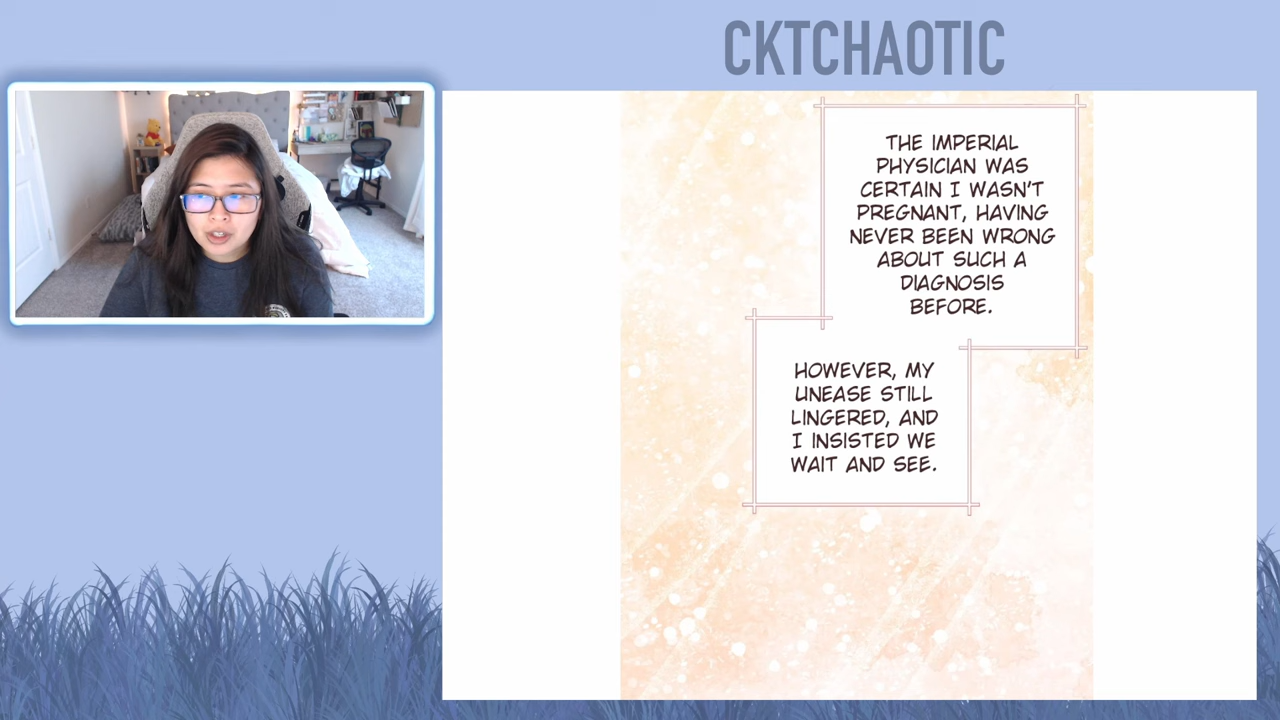 CKTCHAOTIC
THE IMPERIAL
PHYSICIAN WAS
CERTAIN I WASN'T
PREGNANT, HAVING
NEVER BEEN WRONG
ABOUT SUCH A
DIAGNOSIS
BEFORE.
HOWEVER, MY
UNEASE STILL
LINGERED, AND
I INSISTED WE
WAIT AND SEE.